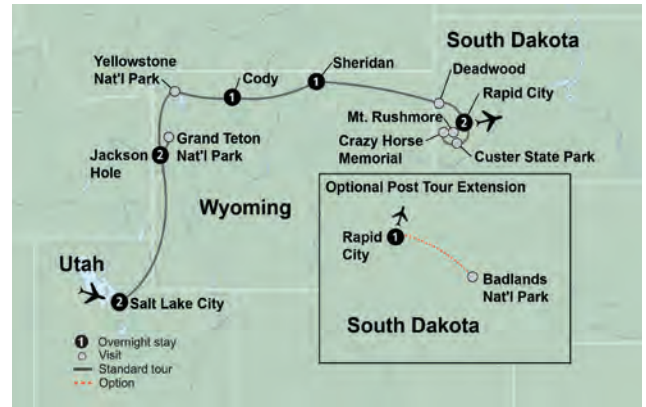 South Dakota
Sheridan
Yellowstone
Nat'l Park
Cody
Deadwood
Rapid City
1
1
2
Mt. Rushmore
Crazy Horse
Memorial
Custer State Park
Grand Teton
Nat'l Park
Jackson
Hole
2
Wyoming
Optional Post Tour Extension
Rapid
City
1
Badlands
Nat'l Park
South Dakota
Utah
2
Salt Lake City
1 Overnight stay
Visit
Standard tour
Option